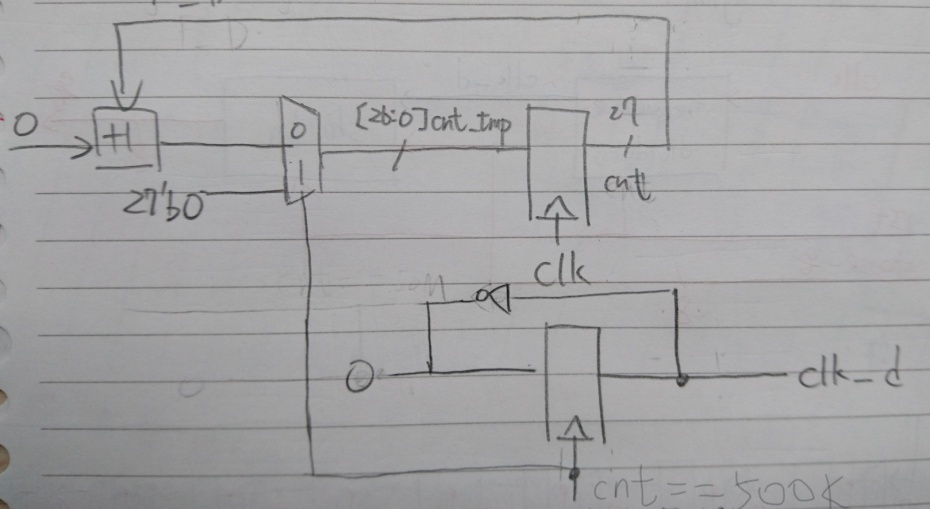 0
+1
27'b0
0
1
[26:0]cnt_tmp
27
cnt
clk
0
clk_d
cnt==500K